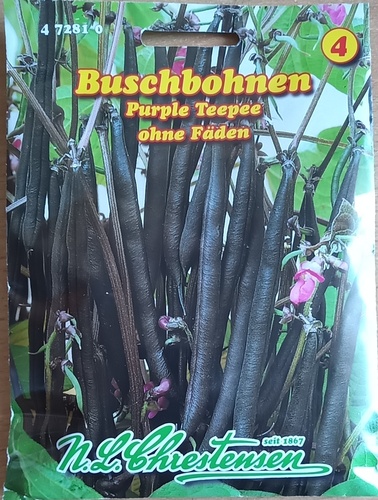 4 7281 0
4
Buschbohnen
Purple Teepee
ohne Fäden
seit 1867
N.L. Chrestensen